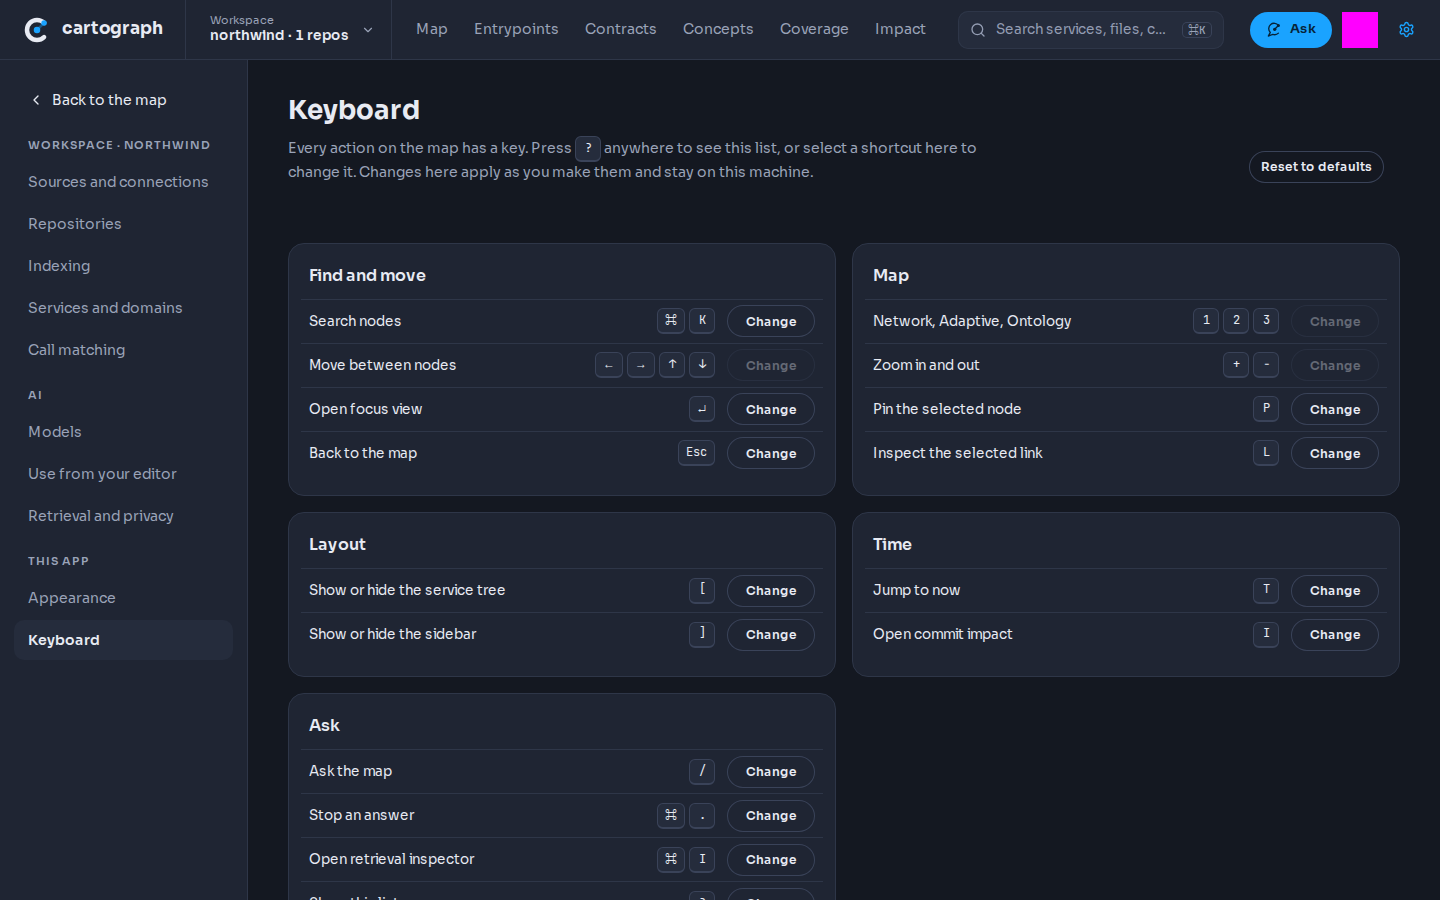 cartograph
Workspace
northwind · 1 repos
Map
Entrypoints
Contracts
Concepts
Coverage
Impact
Search services, files, c...
⌘K
Ask
Back to the map
WORKSPACE · NORTHWIND
Sources and connections
Repositories
Indexing
Services and domains
Call matching
AI
Models
Use from your editor
Retrieval and privacy
THIS APP
Appearance
Keyboard
Keyboard
Every action on the map has a key. Press ? anywhere to see this list, or select a shortcut here to
change it. Changes here apply as you make them and stay on this machine.
Reset to defaults
Find and move
Search nodes ⌘ K Change
Move between nodes ← → ↑ ↓ Change
Open focus view ↵ Change
Back to the map Esc Change
Map
Network, Adaptive, Ontology 1 2 3 Change
Zoom in and out + - Change
Pin the selected node P Change
Inspect the selected link L Change
Layout
Show or hide the service tree [ Change
Show or hide the sidebar ] Change
Time
Jump to now T Change
Open commit impact I Change
Ask
Ask the map / Change
Stop an answer ⌘ . Change
Open retrieval inspector ⌘ I Change